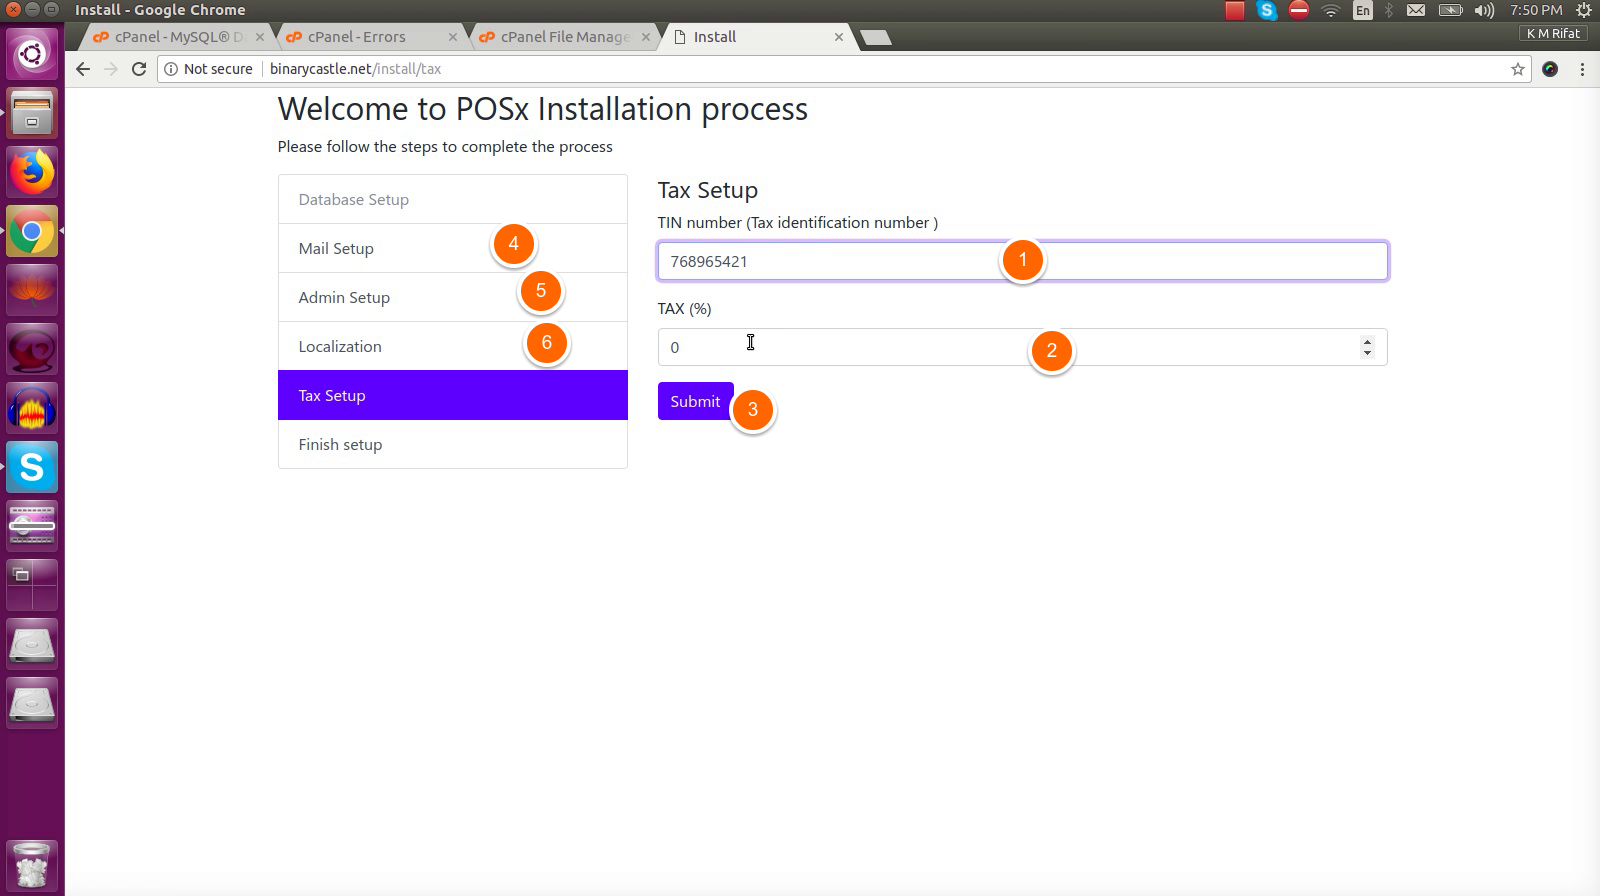 Install - Google Chrome
En
7:50 PM
cPanel - MySQL® D
cPanel - Errors
cPanel File Manage
Install
K M Rifat
Not secure
binarycastle.net/install/tax
Welcome to POSx Installation process
Please follow the steps to complete the process
Database Setup
Mail Setup
4
Admin Setup
5
Localization
6
Tax Setup
Finish setup
Tax Setup
TIN number (Tax identification number )
768965421
1
TAX (%)
0
2
Submit
3